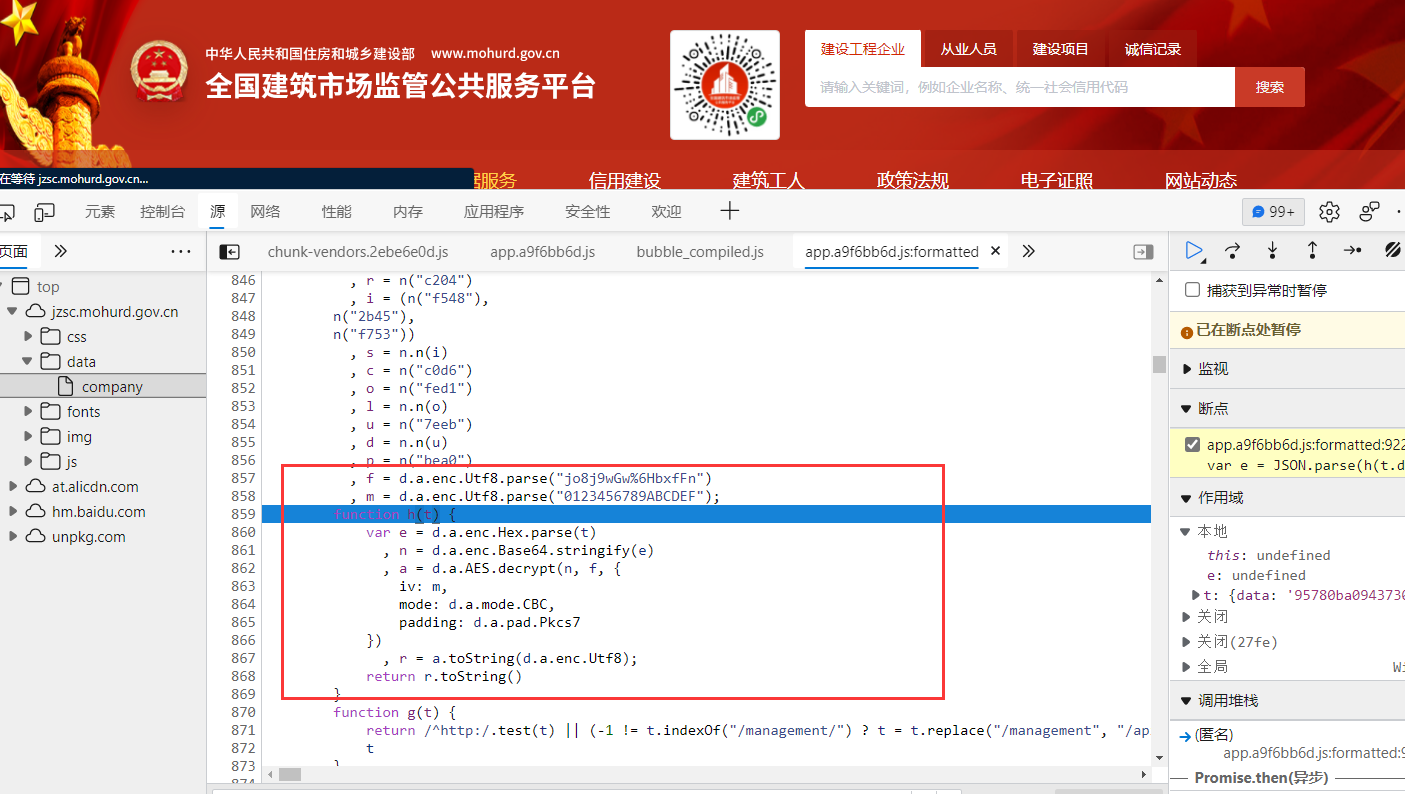 中华人民共和国住房和城乡建设部 www.mohurd.gov.cn
全国建筑市场监管公共服务平台
建设工程企业 从业人员 建设项目 诚信记录
请输入关键词，例如企业名称、统一社会信用代码 搜索
在等待 jzsc.mohurd.gov.cn...
据服务 信用建设 建筑工人 政策法规 电子证照 网站动态
元素 控制台 源 网络 性能 内存 应用程序 安全性 欢迎 99+
页面
chunk-vendors.2ebe6e0d.js app.a9f6bb6d.js bubble_compiled.js app.a9f6bb6d.js:formatted
top
jzsc.mohurd.gov.cn
css
data
company
fonts
img
js
at.alicdn.com
hm.baidu.com
unpkg.com
846 , r = n("c204")
847 , i = (n("f548"),
848 n("2b45"),
849 n("f753"))
850 , s = n.n(i)
851 , c = n("c0d6")
852 , o = n("fed1")
853 , l = n.n(o)
854 , u = n("7eeb")
855 , d = n.n(u)
856 , p = n("bea0")
857 , f = d.a.enc.Utf8.parse("jo8j9wGw%6HbxfFn")
858 , m = d.a.enc.Utf8.parse("0123456789ABCDEF");
859 function h(t) {
860 var e = d.a.enc.Hex.parse(t)
861 , n = d.a.enc.Base64.stringify(e)
862 , a = d.a.AES.decrypt(n, f, {
863 iv: m,
864 mode: d.a.mode.CBC,
865 padding: d.a.pad.Pkcs7
866 })
867 , r = a.toString(d.a.enc.Utf8);
868 return r.toString()
869 }
870 function g(t) {
871 return /^http:/.test(t) || (-1 != t.indexOf("/management/") ? t = t.replace("/management", "/ap
872 t
873 }
874
捕获到异常时暂停
已在断点处暂停
监视
断点
app.a9f6bb6d.js:formatted:922
var e = JSON.parse(h(t.d
作用域
本地
this: undefined
e: undefined
t: {data: '95780ba0943730
关闭
关闭(27fe)
全局 Wi
调用堆栈
(匿名)
app.a9f6bb6d.js:formatted:9
Promise.then(异步)